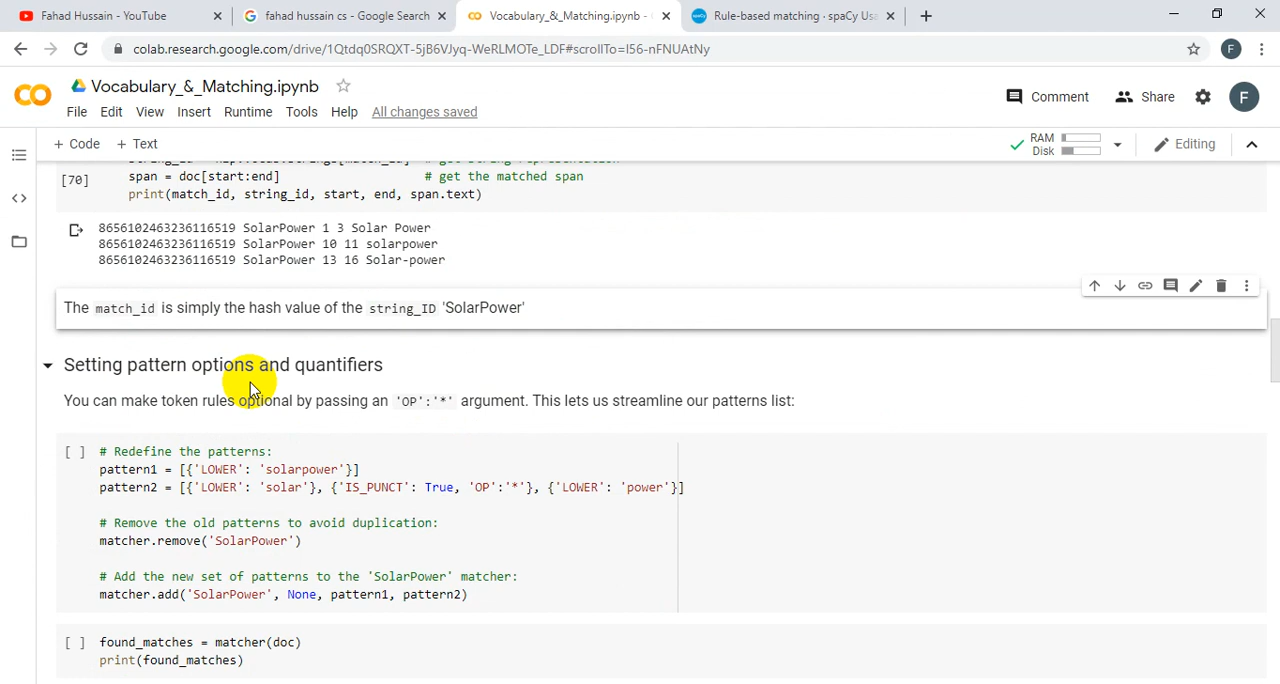 Fahad Hussain - YouTube
fahad hussain cs - Google Search
Vocabulary_&_Matching.ipynb -
Rule-based matching · spaCy Usa
colab.research.google.com/drive/1Qtdq0SRQXT-5jB6VJyq-WeRLMOTe_LDF#scrollTo=I56-nFNUAtNy
F
Vocabulary_&_Matching.ipynb
Comment
Share
F
File Edit View Insert Runtime Tools Help All changes saved
+ Code + Text
RAM
Disk
Editing
[70]
span = doc[start:end] # get the matched span
print(match_id, string_id, start, end, span.text)
8656102463236116519 SolarPower 1 3 Solar Power
8656102463236116519 SolarPower 10 11 solarpower
8656102463236116519 SolarPower 13 16 Solar-power
The match_id is simply the hash value of the string_ID 'SolarPower'
Setting pattern options and quantifiers
You can make token rules optional by passing an 'OP':'*' argument. This lets us streamline our patterns list:
[ ] # Redefine the patterns:
pattern1 = [{'LOWER': 'solarpower'}]
pattern2 = [{'LOWER': 'solar'}, {'IS_PUNCT': True, 'OP':'*'}, {'LOWER': 'power'}]
# Remove the old patterns to avoid duplication:
matcher.remove('SolarPower')
# Add the new set of patterns to the 'SolarPower' matcher:
matcher.add('SolarPower', None, pattern1, pattern2)
[ ] found_matches = matcher(doc)
print(found_matches)